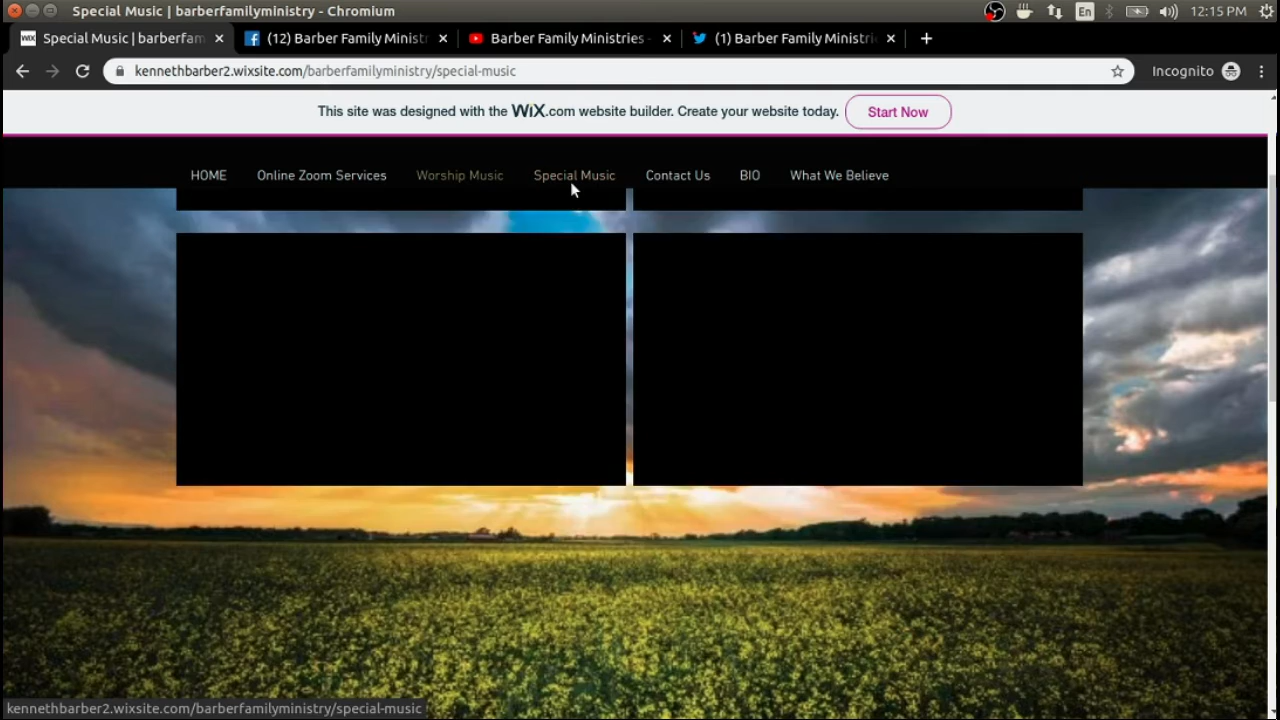 Special Music | barberfamilyministry - Chromium
En
12:15 PM
WiX Special Music | barberfam
(12) Barber Family Ministr
Barber Family Ministries -
(1) Barber Family Ministri
kennethbarber2.wixsite.com/barberfamilyministry/special-music
Incognito
This site was designed with the WiX.com website builder. Create your website today.
Start Now
HOME
Online Zoom Services
Worship Music
Special Music
Contact Us
BIO
What We Believe
kennethbarber2.wixsite.com/barberfamilyministry/special-music